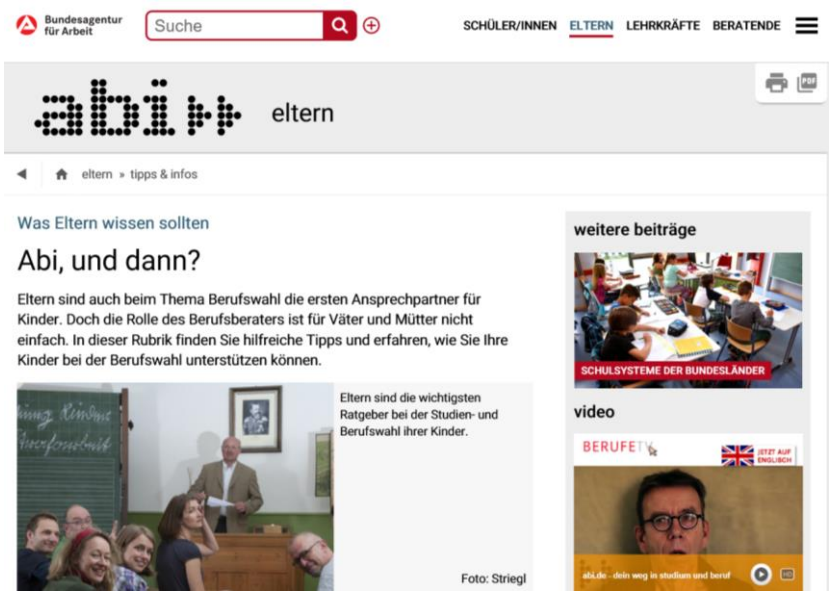 Bundesagentur
für Arbeit
Suche
SCHÜLER/INNEN ELTERN LEHRKRÄFTE BERATENDE
PDF
abi eltern
eltern » tipps & infos
Was Eltern wissen sollten
Abi, und dann?
Eltern sind auch beim Thema Berufswahl die ersten Ansprechpartner für
Kinder. Doch die Rolle des Berufsberaters ist für Väter und Mütter nicht
einfach. In dieser Rubrik finden Sie hilfreiche Tipps und erfahren, wie Sie Ihre
Kinder bei der Berufswahl unterstützen können.
Eltern sind die wichtigsten
Ratgeber bei der Studien- und
Berufswahl ihrer Kinder.
Foto: Striegl
weitere beiträge
SCHULSYSTEME DER BUNDESLÄNDER
video
BERUFETV
JETZT AUF
ENGLISCH
abi.de - dein weg in studium und beruf
HD